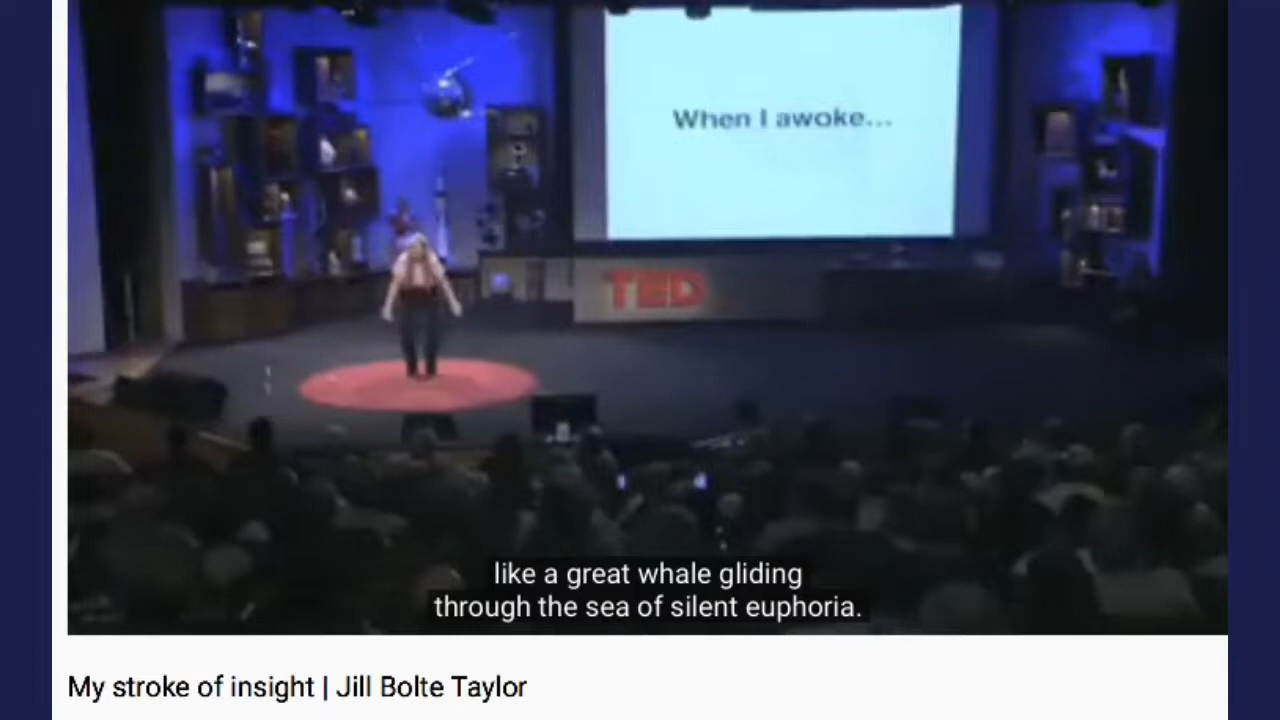 When I awoke...
TED
like a great whale gliding
through the sea of silent euphoria.
My stroke of insight | Jill Bolte Taylor